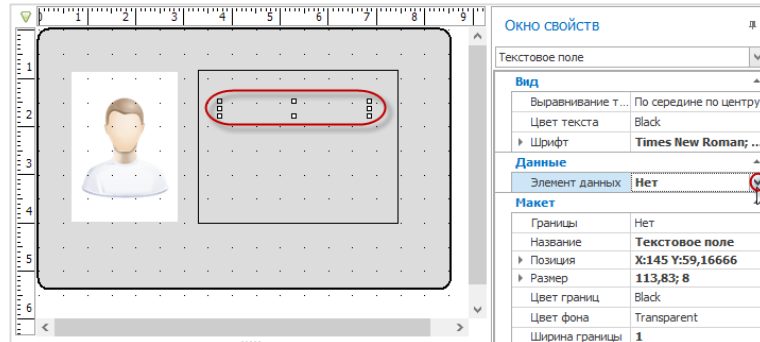 1 2 3 4 5 6 7 8 9
1
2
3
4
5
6
Окно свойств
Текстовое поле
Вид
Выравнивание т... По середине по центру
Цвет текста Black
Шрифт Times New Roman; ...
Данные
Элемент данных Нет
Макет
Границы Нет
Название Текстовое поле
Позиция X:145 Y:59,16666
Размер 113,83; 8
Цвет границ Black
Цвет фона Transparent
Ширина границы 1